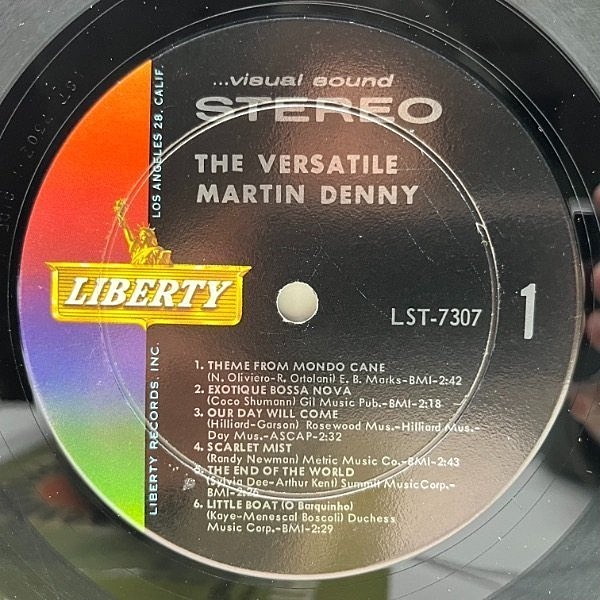 ...visual sound
STEREO
THE VERSATILE
MARTIN DENNY
LOS ANGELES 28, CALIF.
LIBERTY
LIBERTY RECORDS, INC.
LST-7307
1
1. THEME FROM MONDO CANE
(N. Oliviero-R. Ortolani) E. B. Marks-BMI-2:42
2. EXOTIQUE BOSSA NOVA
(Coco Shumann) Gil Music Pub.-BMI-2:18
3. OUR DAY WILL COME
(Hilliard-Garson) Rosewood Mus.-Hilliard Mus.-
Day Mus.-ASCAP-2:32
4. SCARLET MIST
(Randy Newman) Metric Music Co.-BMI-2:43
5. THE END OF THE WORLD
(Sylvia Dee-Arthur Kent) Summit Music Corp.-
BMI-2:26
6. LITTLE BOAT (O Barquinho)
(Kaye-Menescal Boscoli) Duchess
Music Corp.-BMI-2:29